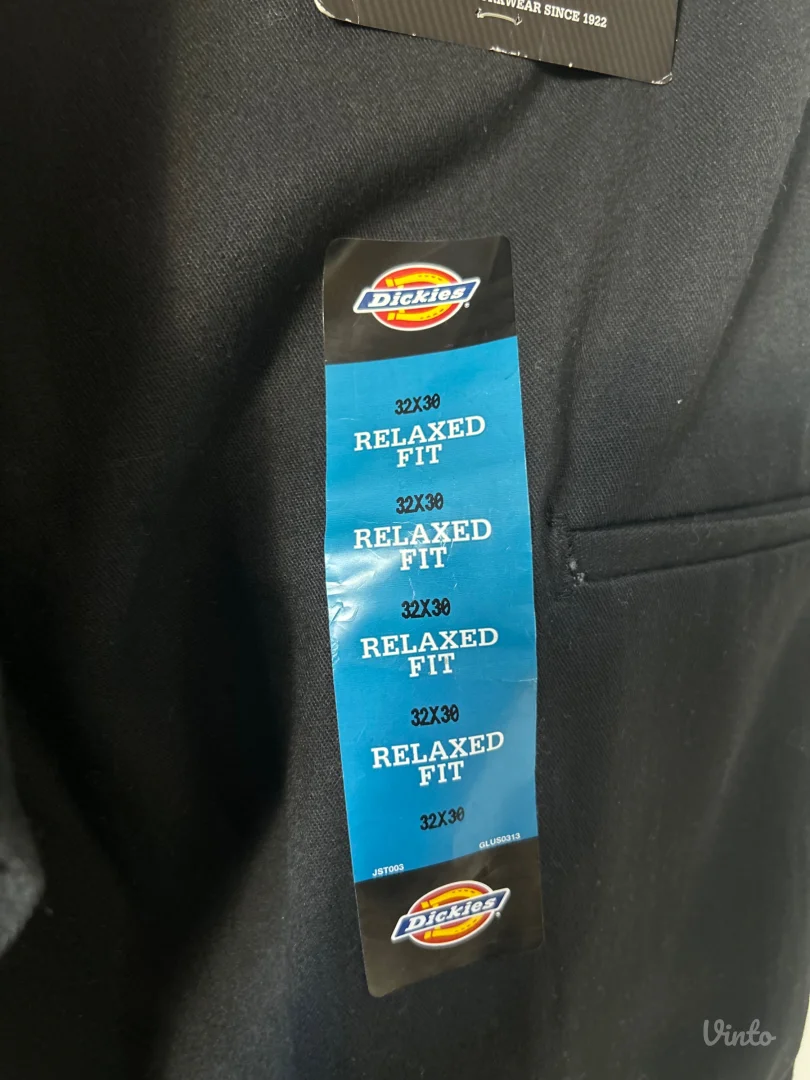 WORKWEAR SINCE 1922
Dickies
32X30
RELAXED
FIT
32X30
RELAXED
FIT
32X30
RELAXED
FIT
32X30
RELAXED
FIT
32X30
JST003 GLUS0313
Dickies
Vinto